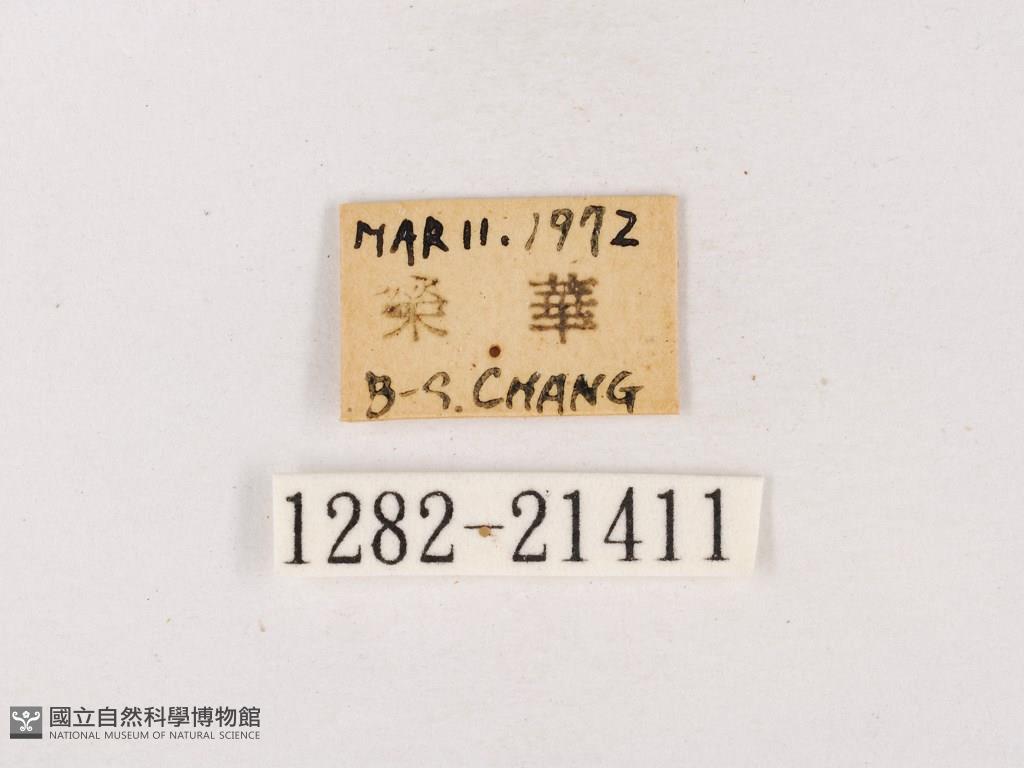 MAR 11. 1972
榮 華
B-S. CHANG
1282-21411
國立自然科學博物館
NATIONAL MUSEUM OF NATURAL SCIENCE